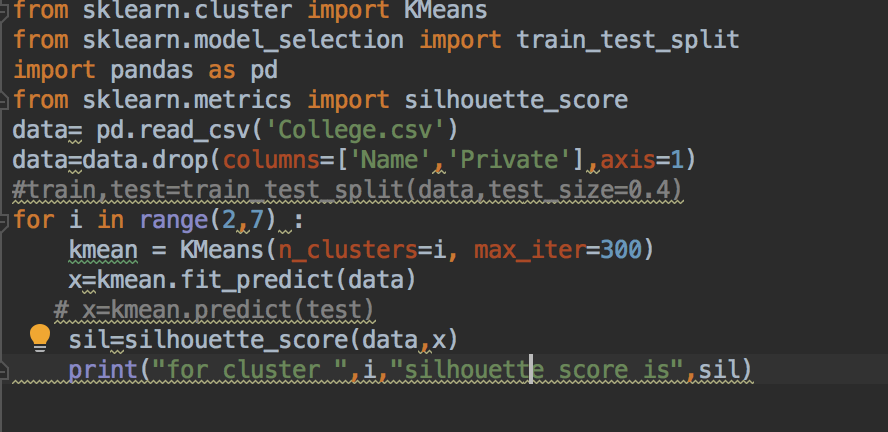 from sklearn.cluster import KMeans
from sklearn.model_selection import train_test_split
import pandas as pd
from sklearn.metrics import silhouette_score
data= pd.read_csv('College.csv')
data=data.drop(columns=['Name','Private'],axis=1)
#train,test=train_test_split(data,test_size=0.4)
for i in range(2,7) :
    kmean = KMeans(n_clusters=i, max_iter=300)
    x=kmean.fit_predict(data)
   # x=kmean.predict(test)
    sil=silhouette_score(data,x)
    print("for cluster ",i,"silhouette score is",sil)